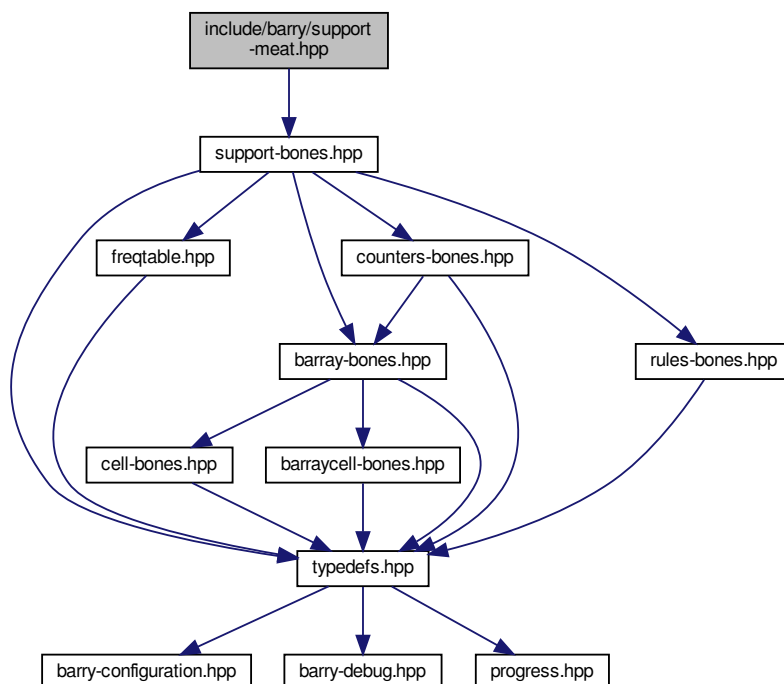 include/barry/support
-meat.hpp
support-bones.hpp
freqtable.hpp
counters-bones.hpp
barray-bones.hpp
rules-bones.hpp
cell-bones.hpp
barraycell-bones.hpp
typedefs.hpp
barry-configuration.hpp
barry-debug.hpp
progress.hpp